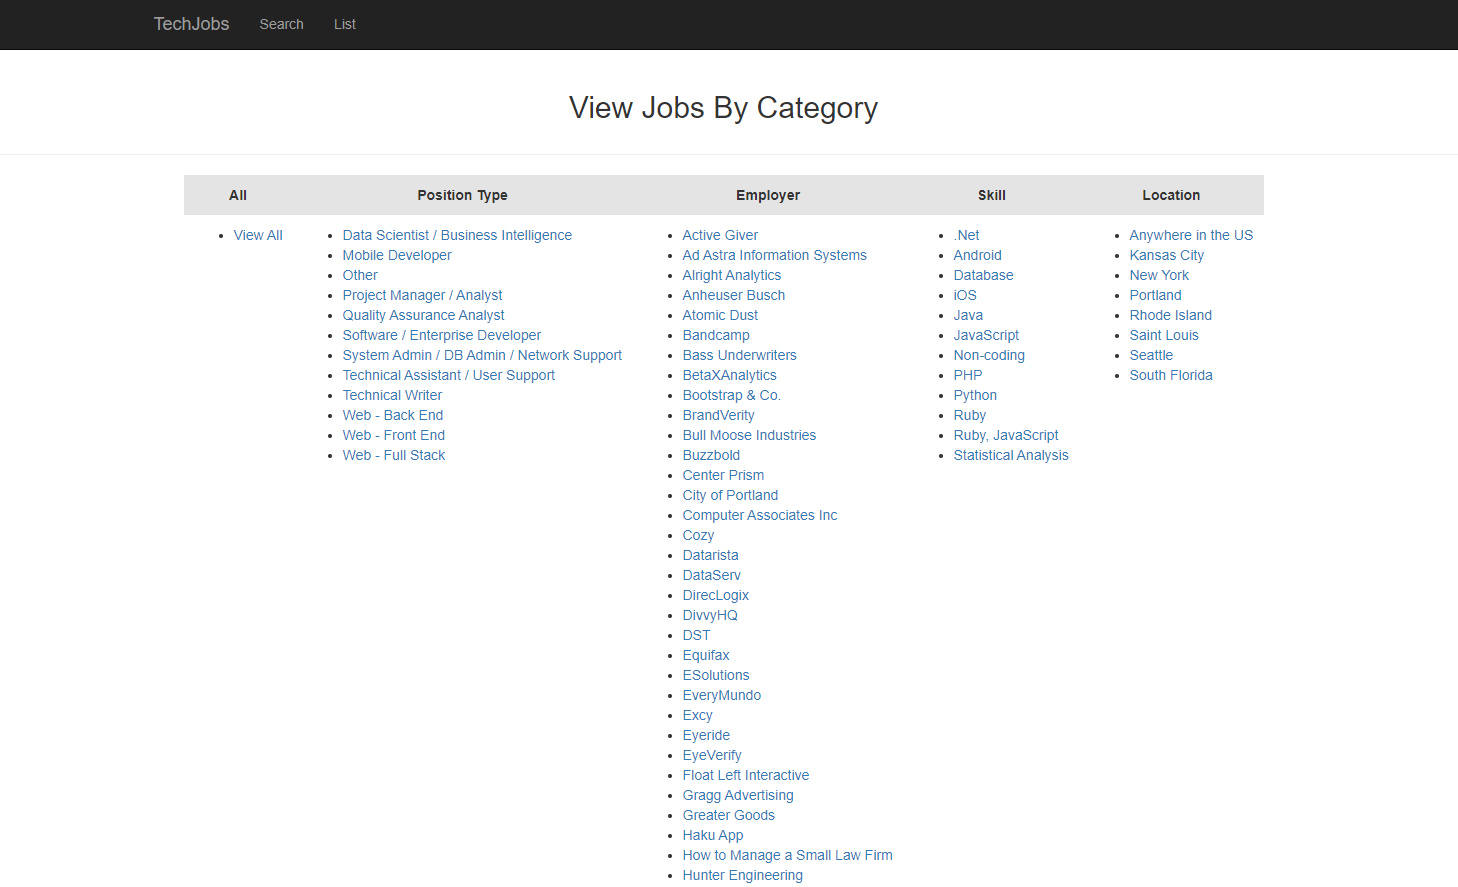 TechJobs Search List
View Jobs By Category
All Position Type Employer Skill Location
View All
Data Scientist / Business Intelligence
Mobile Developer
Other
Project Manager / Analyst
Quality Assurance Analyst
Software / Enterprise Developer
System Admin / DB Admin / Network Support
Technical Assistant / User Support
Technical Writer
Web - Back End
Web - Front End
Web - Full Stack
Active Giver
Ad Astra Information Systems
Alright Analytics
Anheuser Busch
Atomic Dust
Bandcamp
Bass Underwriters
BetaXAnalytics
Bootstrap & Co.
BrandVerity
Bull Moose Industries
Buzzbold
Center Prism
City of Portland
Computer Associates Inc
Cozy
Datarista
DataServ
DirecLogix
DivvyHQ
DST
Equifax
ESolutions
EveryMundo
Excy
Eyeride
EyeVerify
Float Left Interactive
Gragg Advertising
Greater Goods
Haku App
How to Manage a Small Law Firm
Hunter Engineering
.Net
Android
Database
iOS
Java
JavaScript
Non-coding
PHP
Python
Ruby
Ruby, JavaScript
Statistical Analysis
Anywhere in the US
Kansas City
New York
Portland
Rhode Island
Saint Louis
Seattle
South Florida